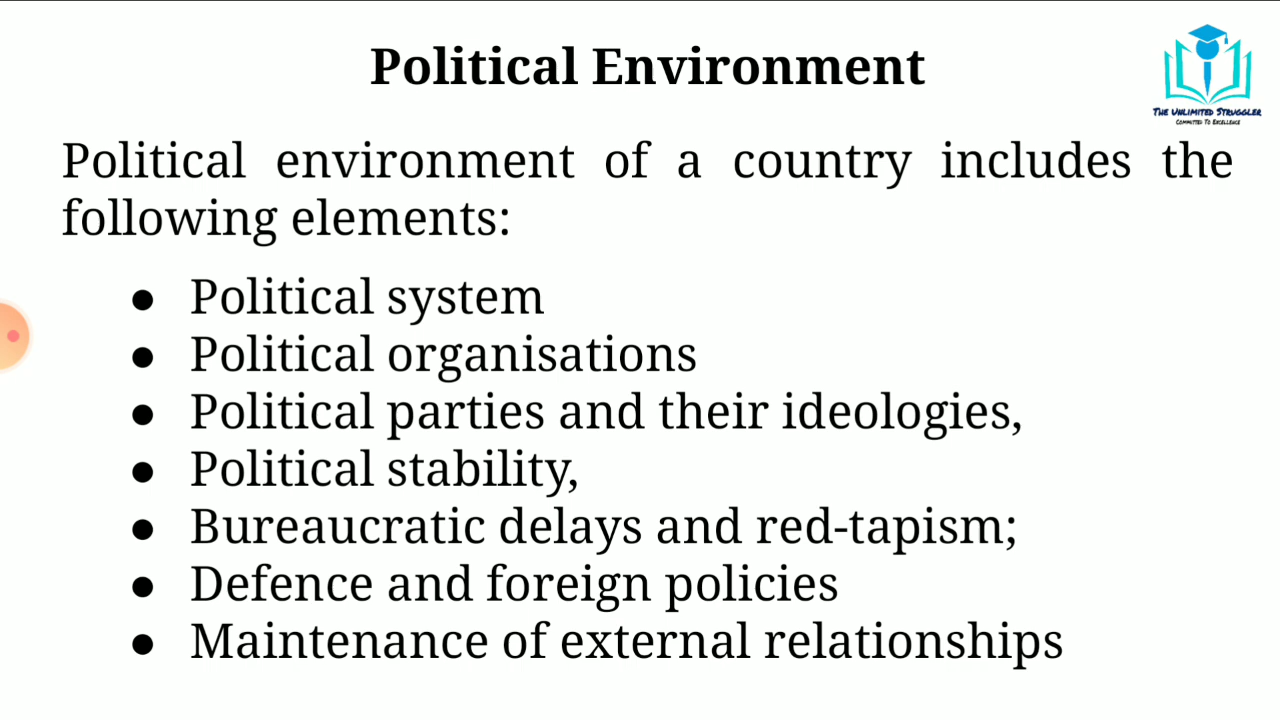 Political Environment
THE UNLIMITED STRUGGLER
COMMITTED TO EXCELLENCE
Political environment of a country includes the
following elements:
● Political system
● Political organisations
● Political parties and their ideologies,
● Political stability,
● Bureaucratic delays and red-tapism;
● Defence and foreign policies
● Maintenance of external relationships